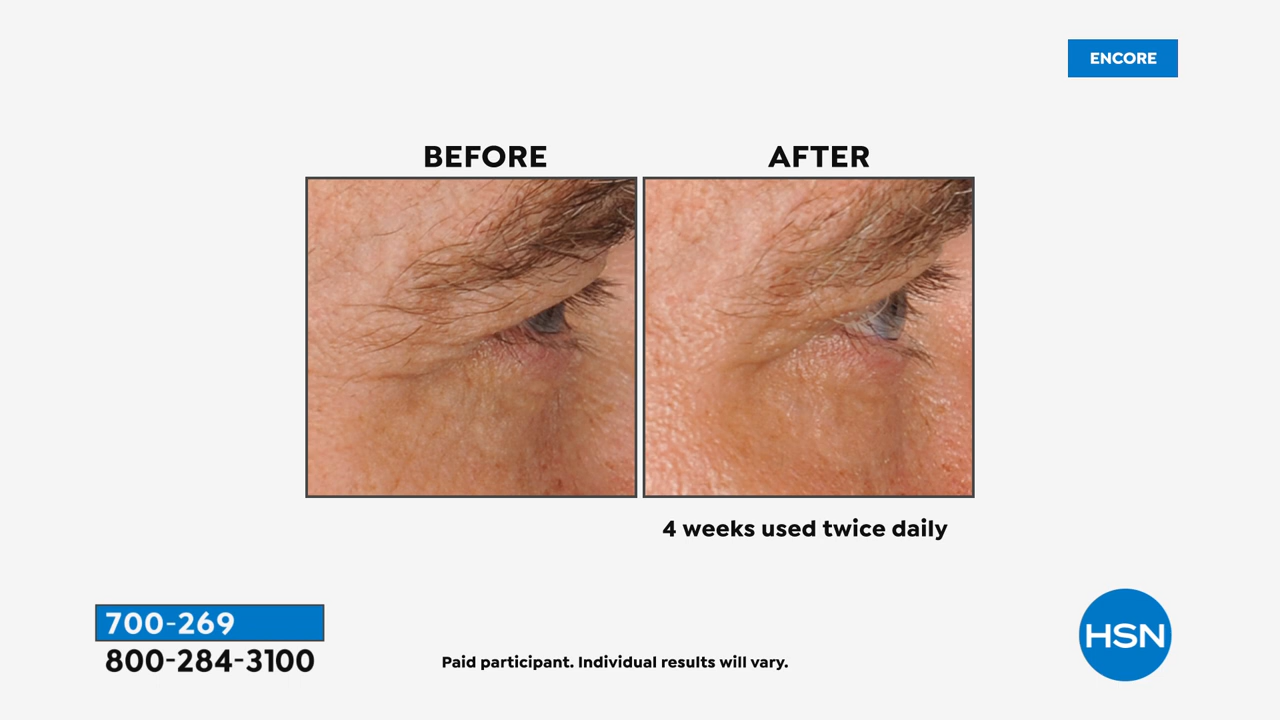 ENCORE
BEFORE
AFTER
4 weeks used twice daily
700-269
800-284-3100
Paid participant. Individual results will vary.
HSN